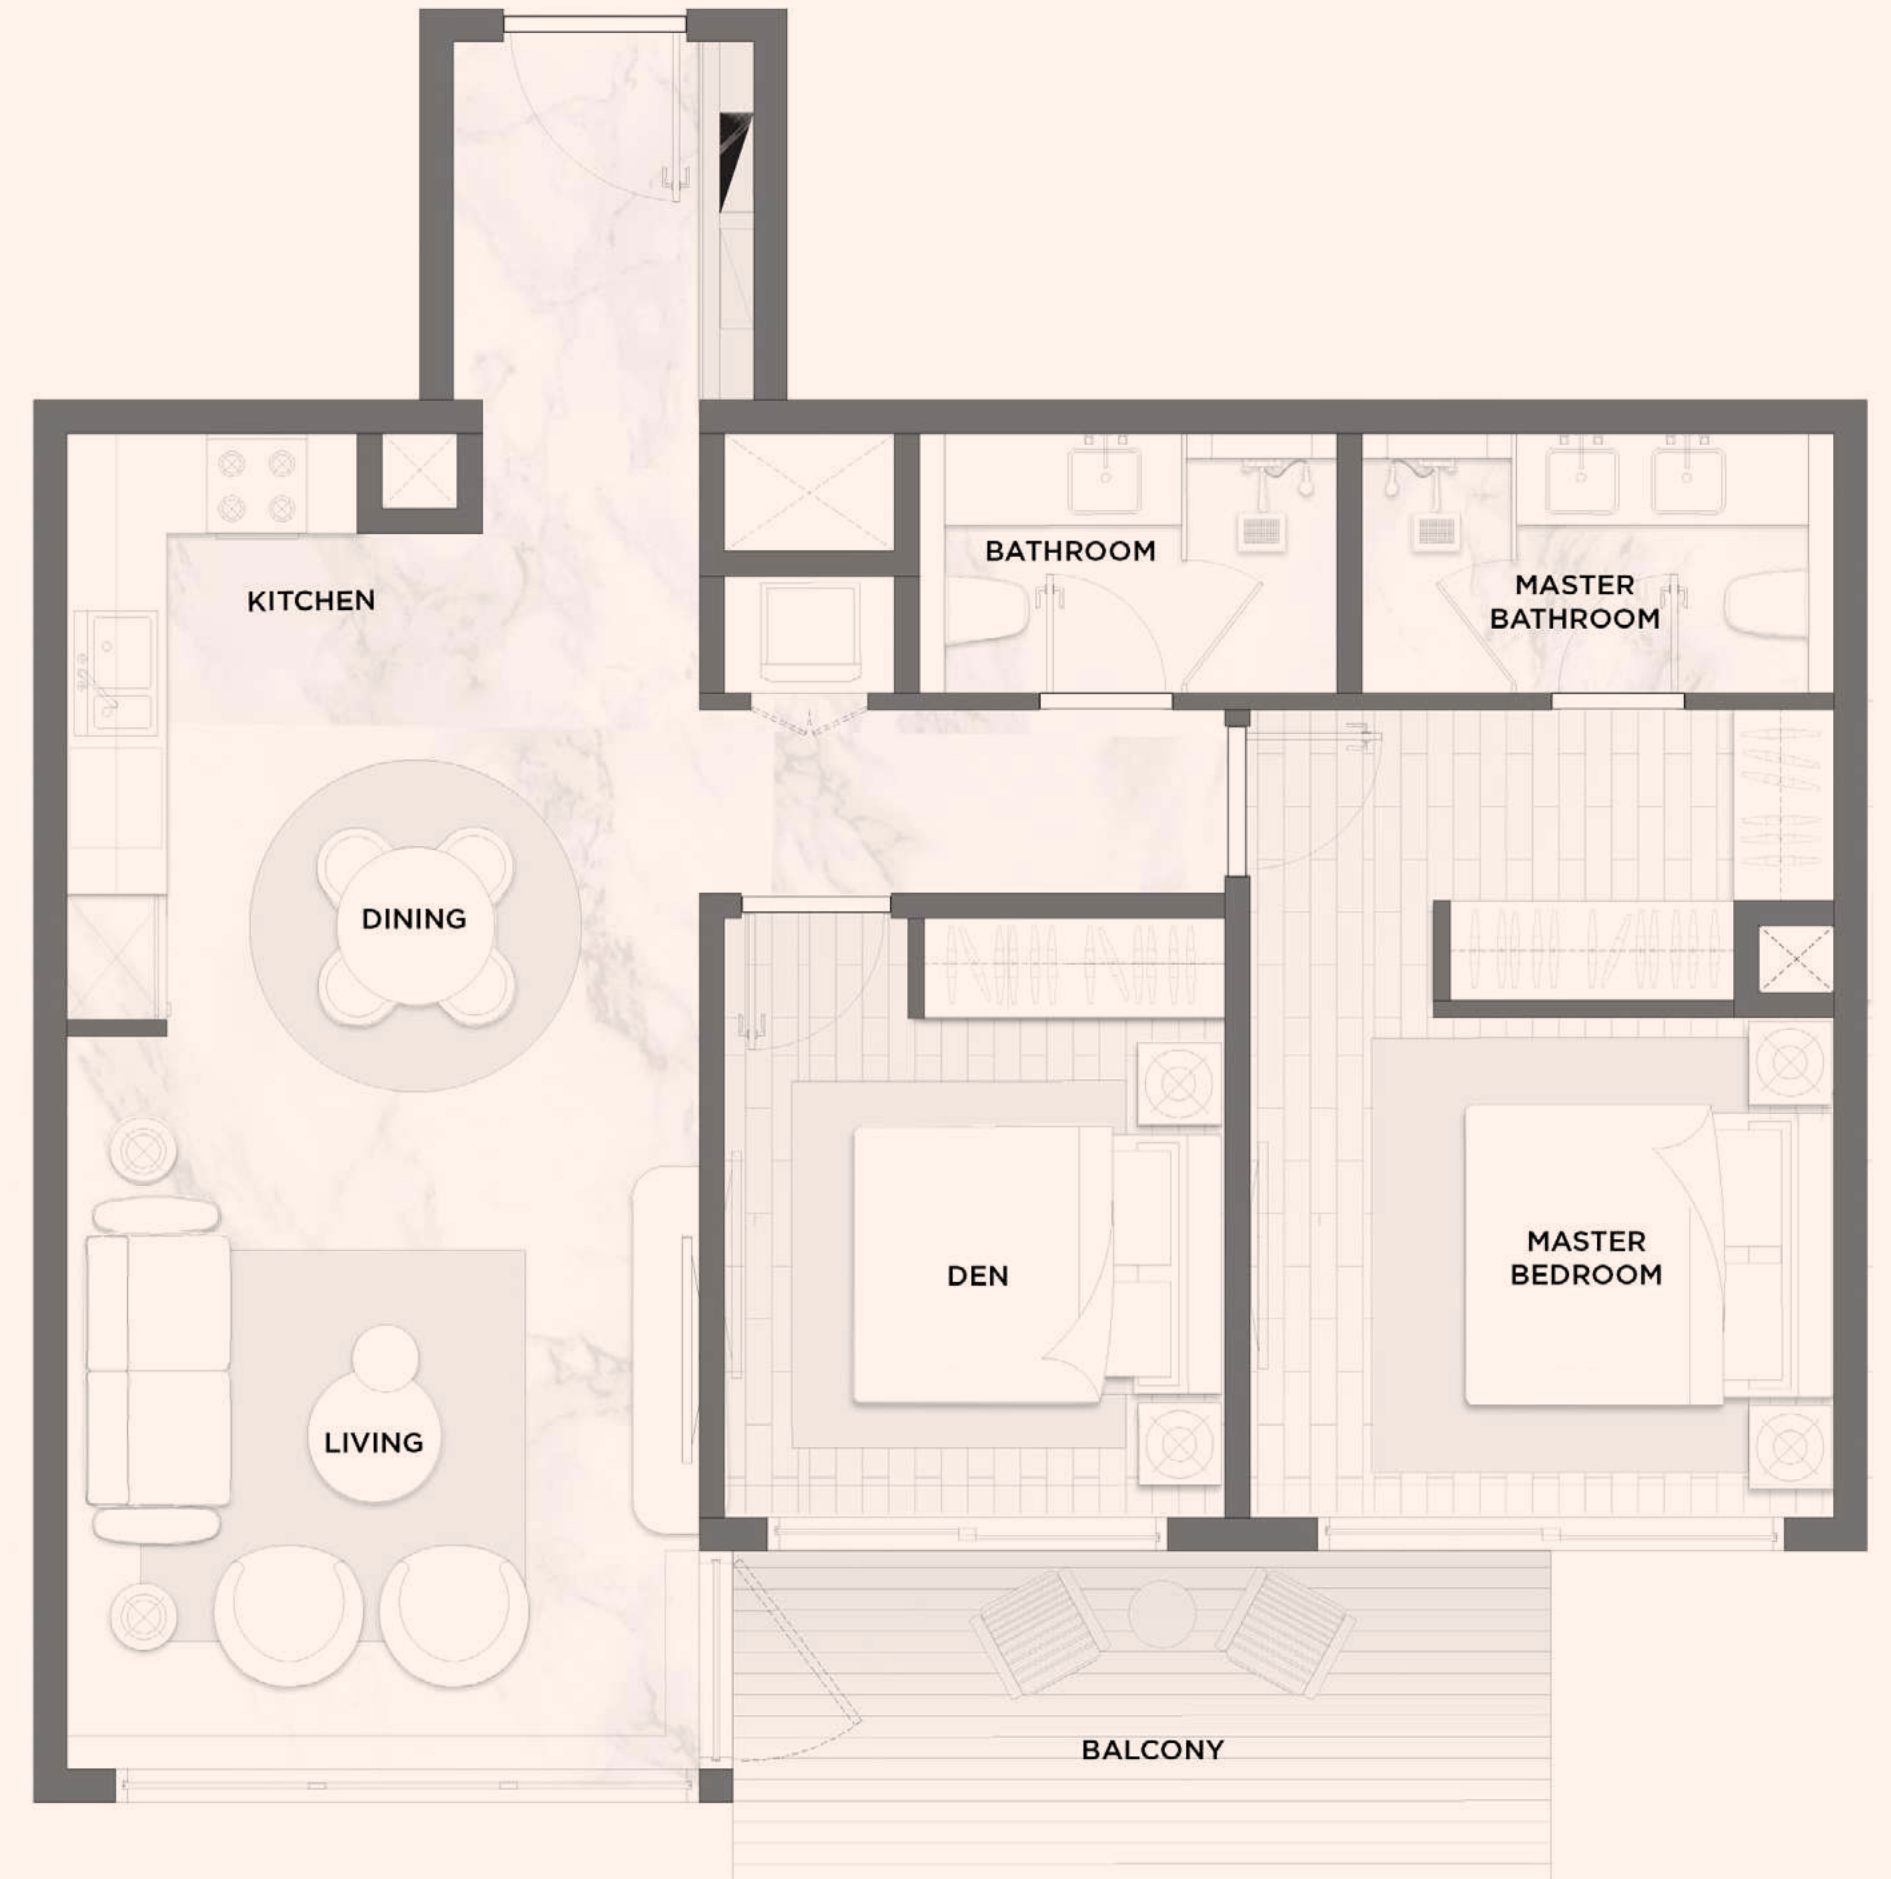 BATHROOM
MASTER
BATHROOM
KITCHEN
DINING
MASTER
BEDROOM
DEN
LIVING
BALCONY